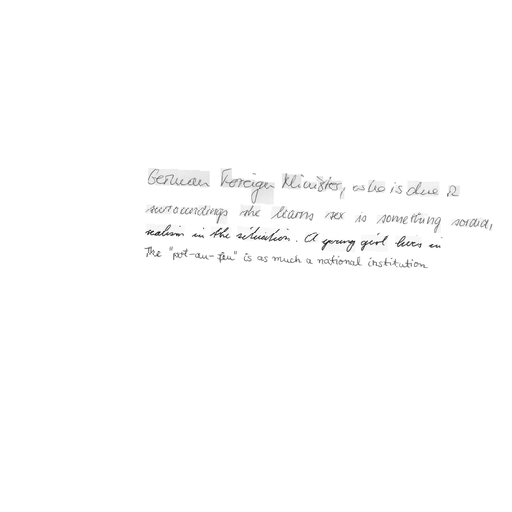 German Foreign Minister, who is due
surroundings she learns sex is something sordid,
realism in the situation. A young girl lives in
The "pot-au-feu" is as much a national institution